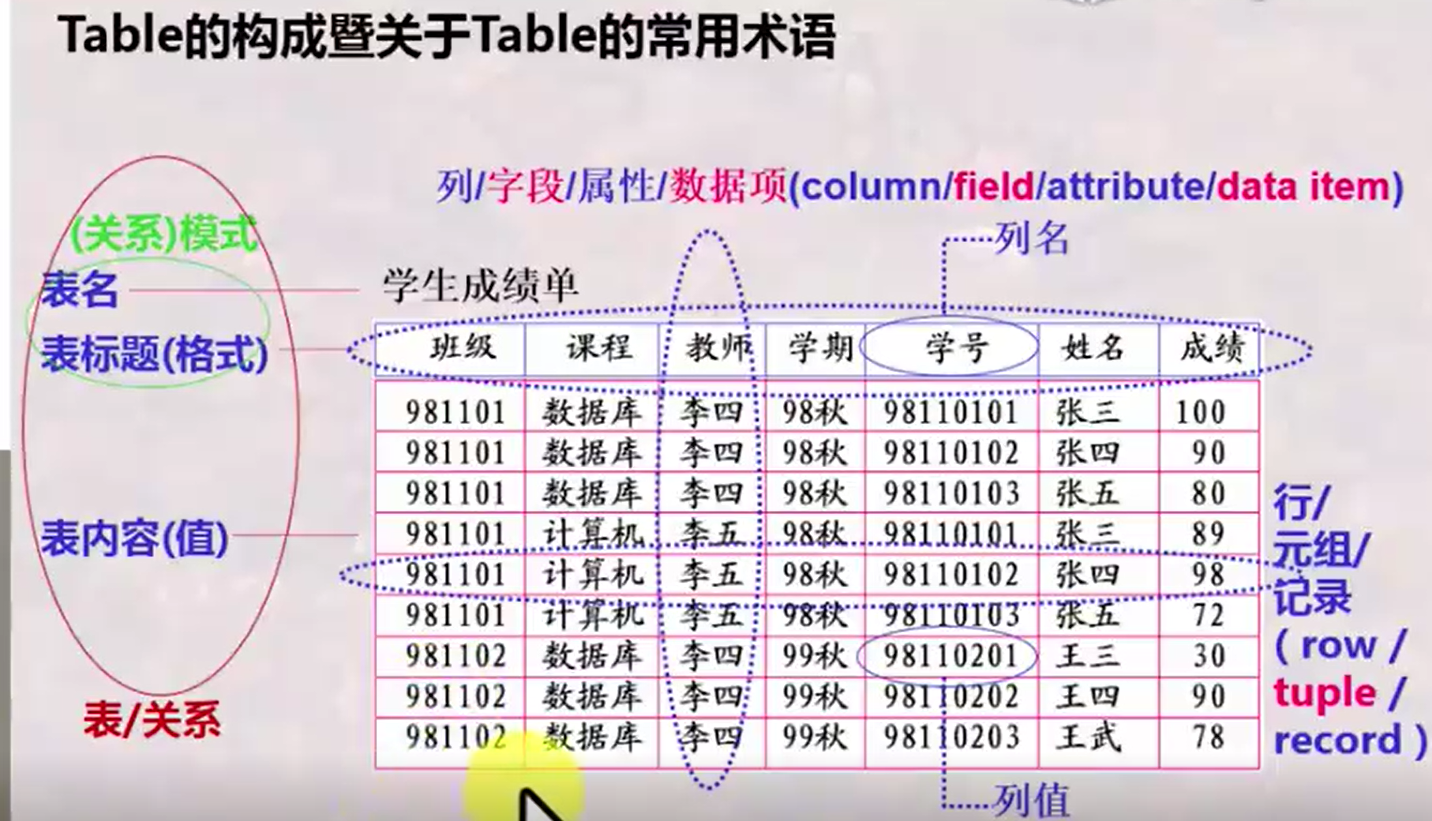 Table的构成暨关于Table的常用术语
列/字段/属性/数据项(column/field/attribute/data item)
(关系)模式
列名
表名
学生成绩单
表标题(格式)
班级 课程 教师 学期 学号 姓名 成绩
981101 数据库 李四 98秋 98110101 张三 100
981101 数据库 李四 98秋 98110102 张四 90
981101 数据库 李四 98秋 98110103 张五 80
表内容(值)
981101 计算机 李五 98秋 98110101 张三 89
981101 计算机 李五 98秋 98110102 张四 98
981101 计算机 李五 98秋 98110103 张五 72
981102 数据库 李四 99秋 98110201 王三 30
981102 数据库 李四 99秋 98110202 王四 90
981102 数据库 李四 99秋 98110203 王武 78
行/
元组/
记录
( row /
tuple /
record )
表/关系
列值